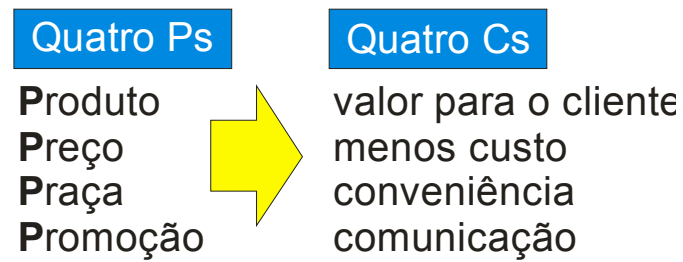 Quatro Ps
Produto
Preço
Praça
Promoção
Quatro Cs
valor para o cliente
menos custo
conveniência
comunicação